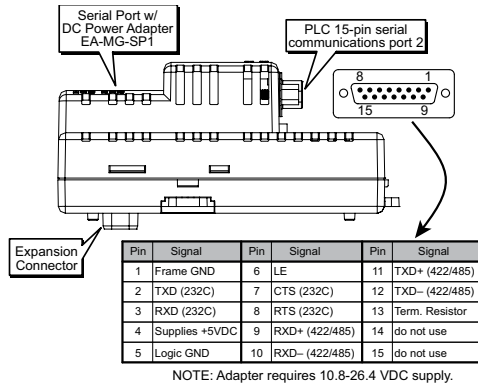 Serial Port w/
DC Power Adapter
EA-MG-SP1
PLC 15-pin serial
communications port 2
8 1
15 9
Expansion
Connector
Pin Signal Pin Signal Pin Signal
1 Frame GND 6 LE 11 TXD+ (422/485)
2 TXD (232C) 7 CTS (232C) 12 TXD– (422/485)
3 RXD (232C) 8 RTS (232C) 13 Term. Resistor
4 Supplies +5VDC 9 RXD+ (422/485) 14 do not use
5 Logic GND 10 RXD– (422/485) 15 do not use
NOTE: Adapter requires 10.8-26.4 VDC supply.